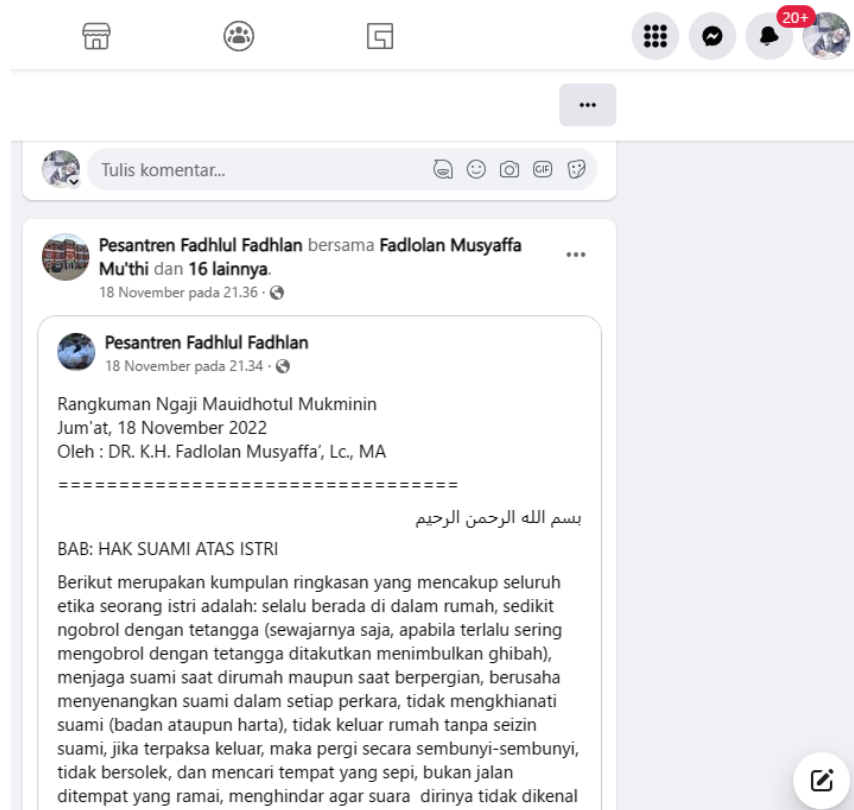 20+
Tulis komentar...
GIF
Pesantren Fadhlul Fadhlan bersama Fadlolan Musyaffa
Mu'thi dan 16 lainnya.
18 November pada 21.36 ·
Pesantren Fadhlul Fadhlan
18 November pada 21.34 ·
Rangkuman Ngaji Mauidhotul Mukminin
Jum'at, 18 November 2022
Oleh : DR. K.H. Fadlolan Musyaffa’, Lc., MA
=================================
بسم الله الرحمن الرحيم
BAB: HAK SUAMI ATAS ISTRI
Berikut merupakan kumpulan ringkasan yang mencakup seluruh
etika seorang istri adalah: selalu berada di dalam rumah, sedikit
ngobrol dengan tetangga (sewajarnya saja, apabila terlalu sering
mengobrol dengan tetangga ditakutkan menimbulkan ghibah),
menjaga suami saat dirumah maupun saat berpergian, berusaha
menyenangkan suami dalam setiap perkara, tidak mengkhianati
suami (badan ataupun harta), tidak keluar rumah tanpa seizin
suami, jika terpaksa keluar, maka pergi secara sembunyi-sembunyi,
tidak bersolek, dan mencari tempat yang sepi, bukan jalan
ditempat yang ramai, menghindar agar suara dirinya tidak dikenal